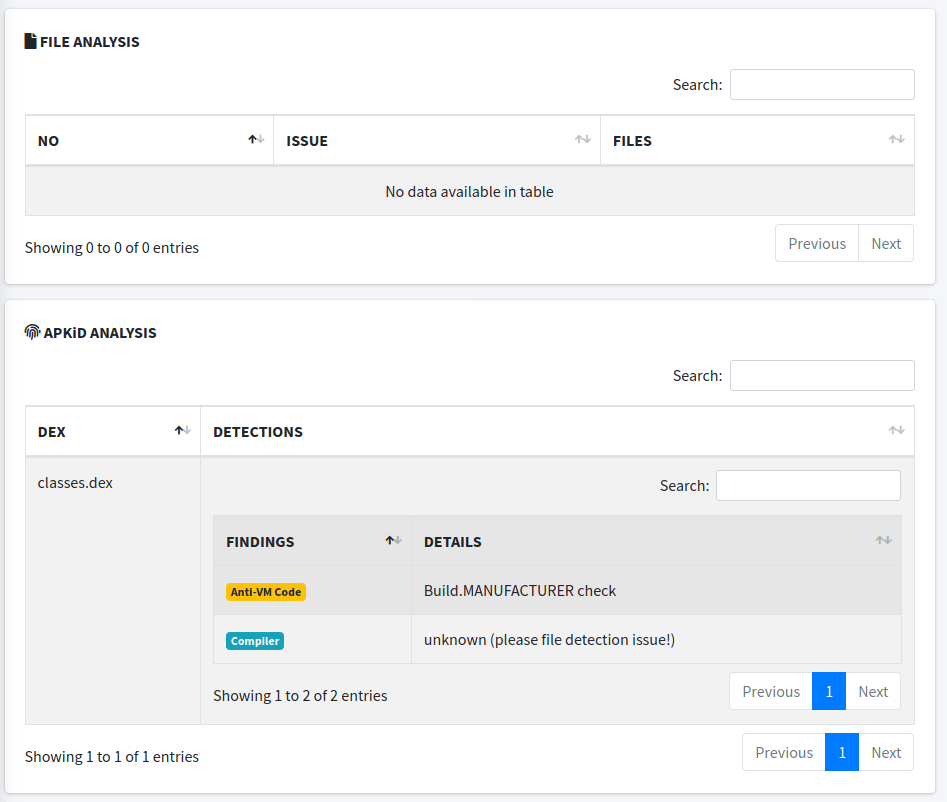 FILE ANALYSIS
Search:
NO ISSUE FILES
No data available in table
Showing 0 to 0 of 0 entries
Previous Next
APKiD ANALYSIS
Search:
DEX DETECTIONS
classes.dex
Search:
FINDINGS DETAILS
Anti-VM Code Build.MANUFACTURER check
Compiler unknown (please file detection issue!)
Showing 1 to 2 of 2 entries
Previous 1 Next
Showing 1 to 1 of 1 entries
Previous 1 Next